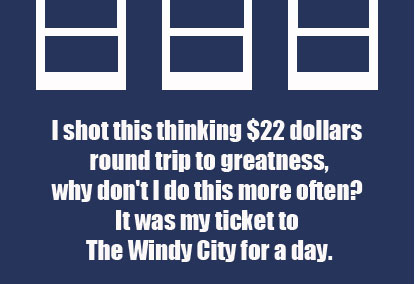 I shot this thinking $22 dollars
round trip to greatness,
why don't I do this more often?
It was my ticket to
The Windy City for a day.